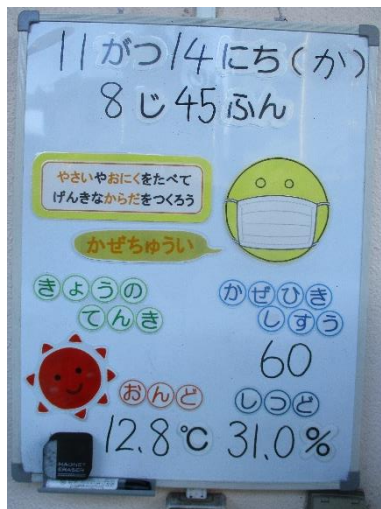 11がつ14にち(か)
8じ45ふん
やさいやおにくをたべて
げんきなからだをつくろう
かぜちゅうい
きょうの
てんき
かぜひき
しすう
60
おんど
12.8℃
しつど
31.0%